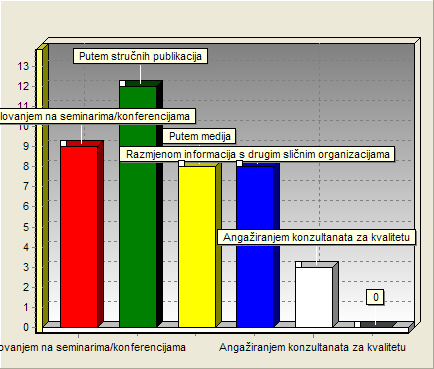 Putem stručnih publikacija
lovanjem na seminarima/konferencijama
Putem medija
Razmjenom informacija s drugim sličnim organizacijama
Angažiranjem konzultanata za kvalitetu
0
13
12
11
10
9
8
7
6
5
4
3
2
1
0
ovanjem na seminarima/konferencijama
Angažiranjem konzultanata za kvalitetu